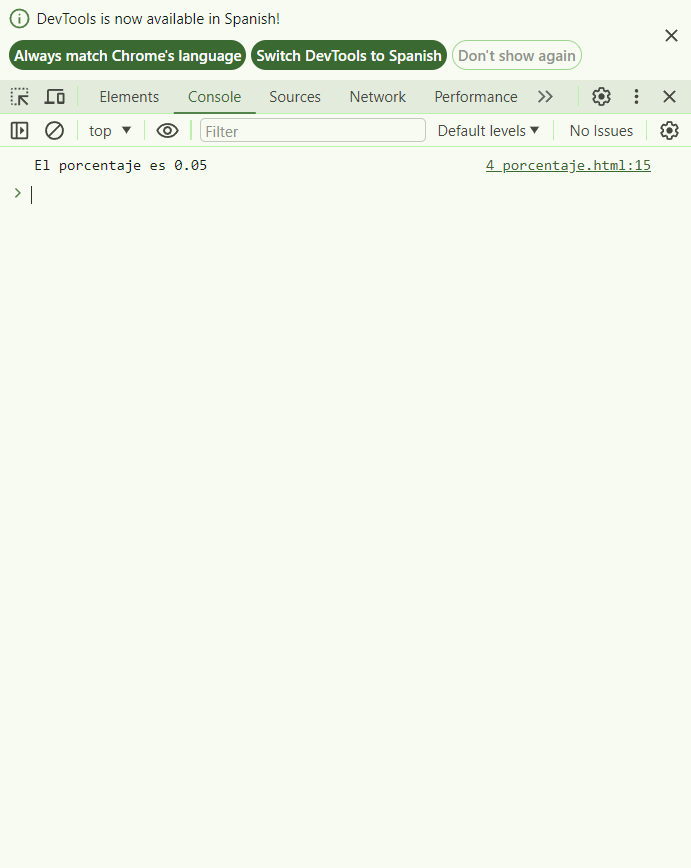 DevTools is now available in Spanish!
Always match Chrome's language Switch DevTools to Spanish Don't show again
Elements Console Sources Network Performance
top Filter Default levels No Issues
El porcentaje es 0.05 4 porcentaje.html:15